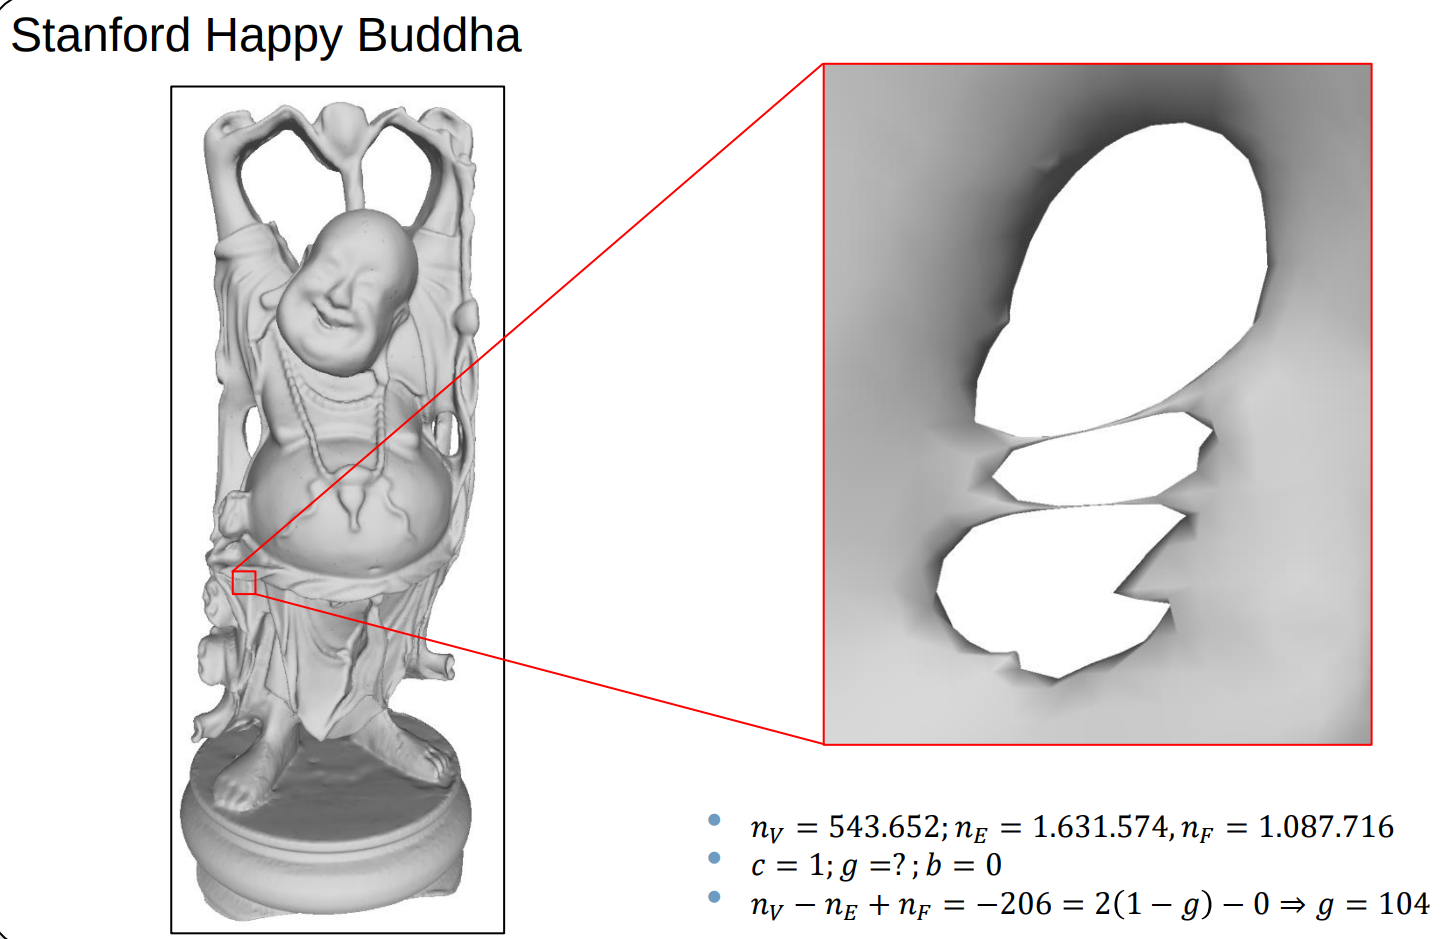 Stanford Happy Buddha
• n_V = 543.652; n_E = 1.631.574, n_F = 1.087.716
• c = 1; g =? ; b = 0
• n_V − n_E + n_F = −206 = 2(1 − g) − 0 ⇒ g = 104